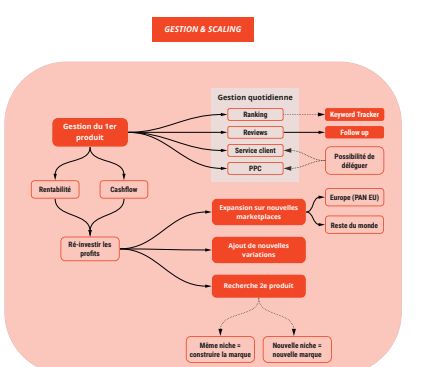 GESTION & SCALING
Gestion quotidienne
Gestion du 1er
produit
Ranking
Keyword Tracker
Reviews
Follow up
Service client
PPC
Possibilité de
déléguer
Rentabilité
Cashflow
Ré-investir les
profits
Expansion sur nouvelles
marketplaces
Europe (PAN EU)
Reste du monde
Ajout de nouvelles
variations
Recherche 2e produit
Même niche =
construire la marque
Nouvelle niche =
nouvelle marque